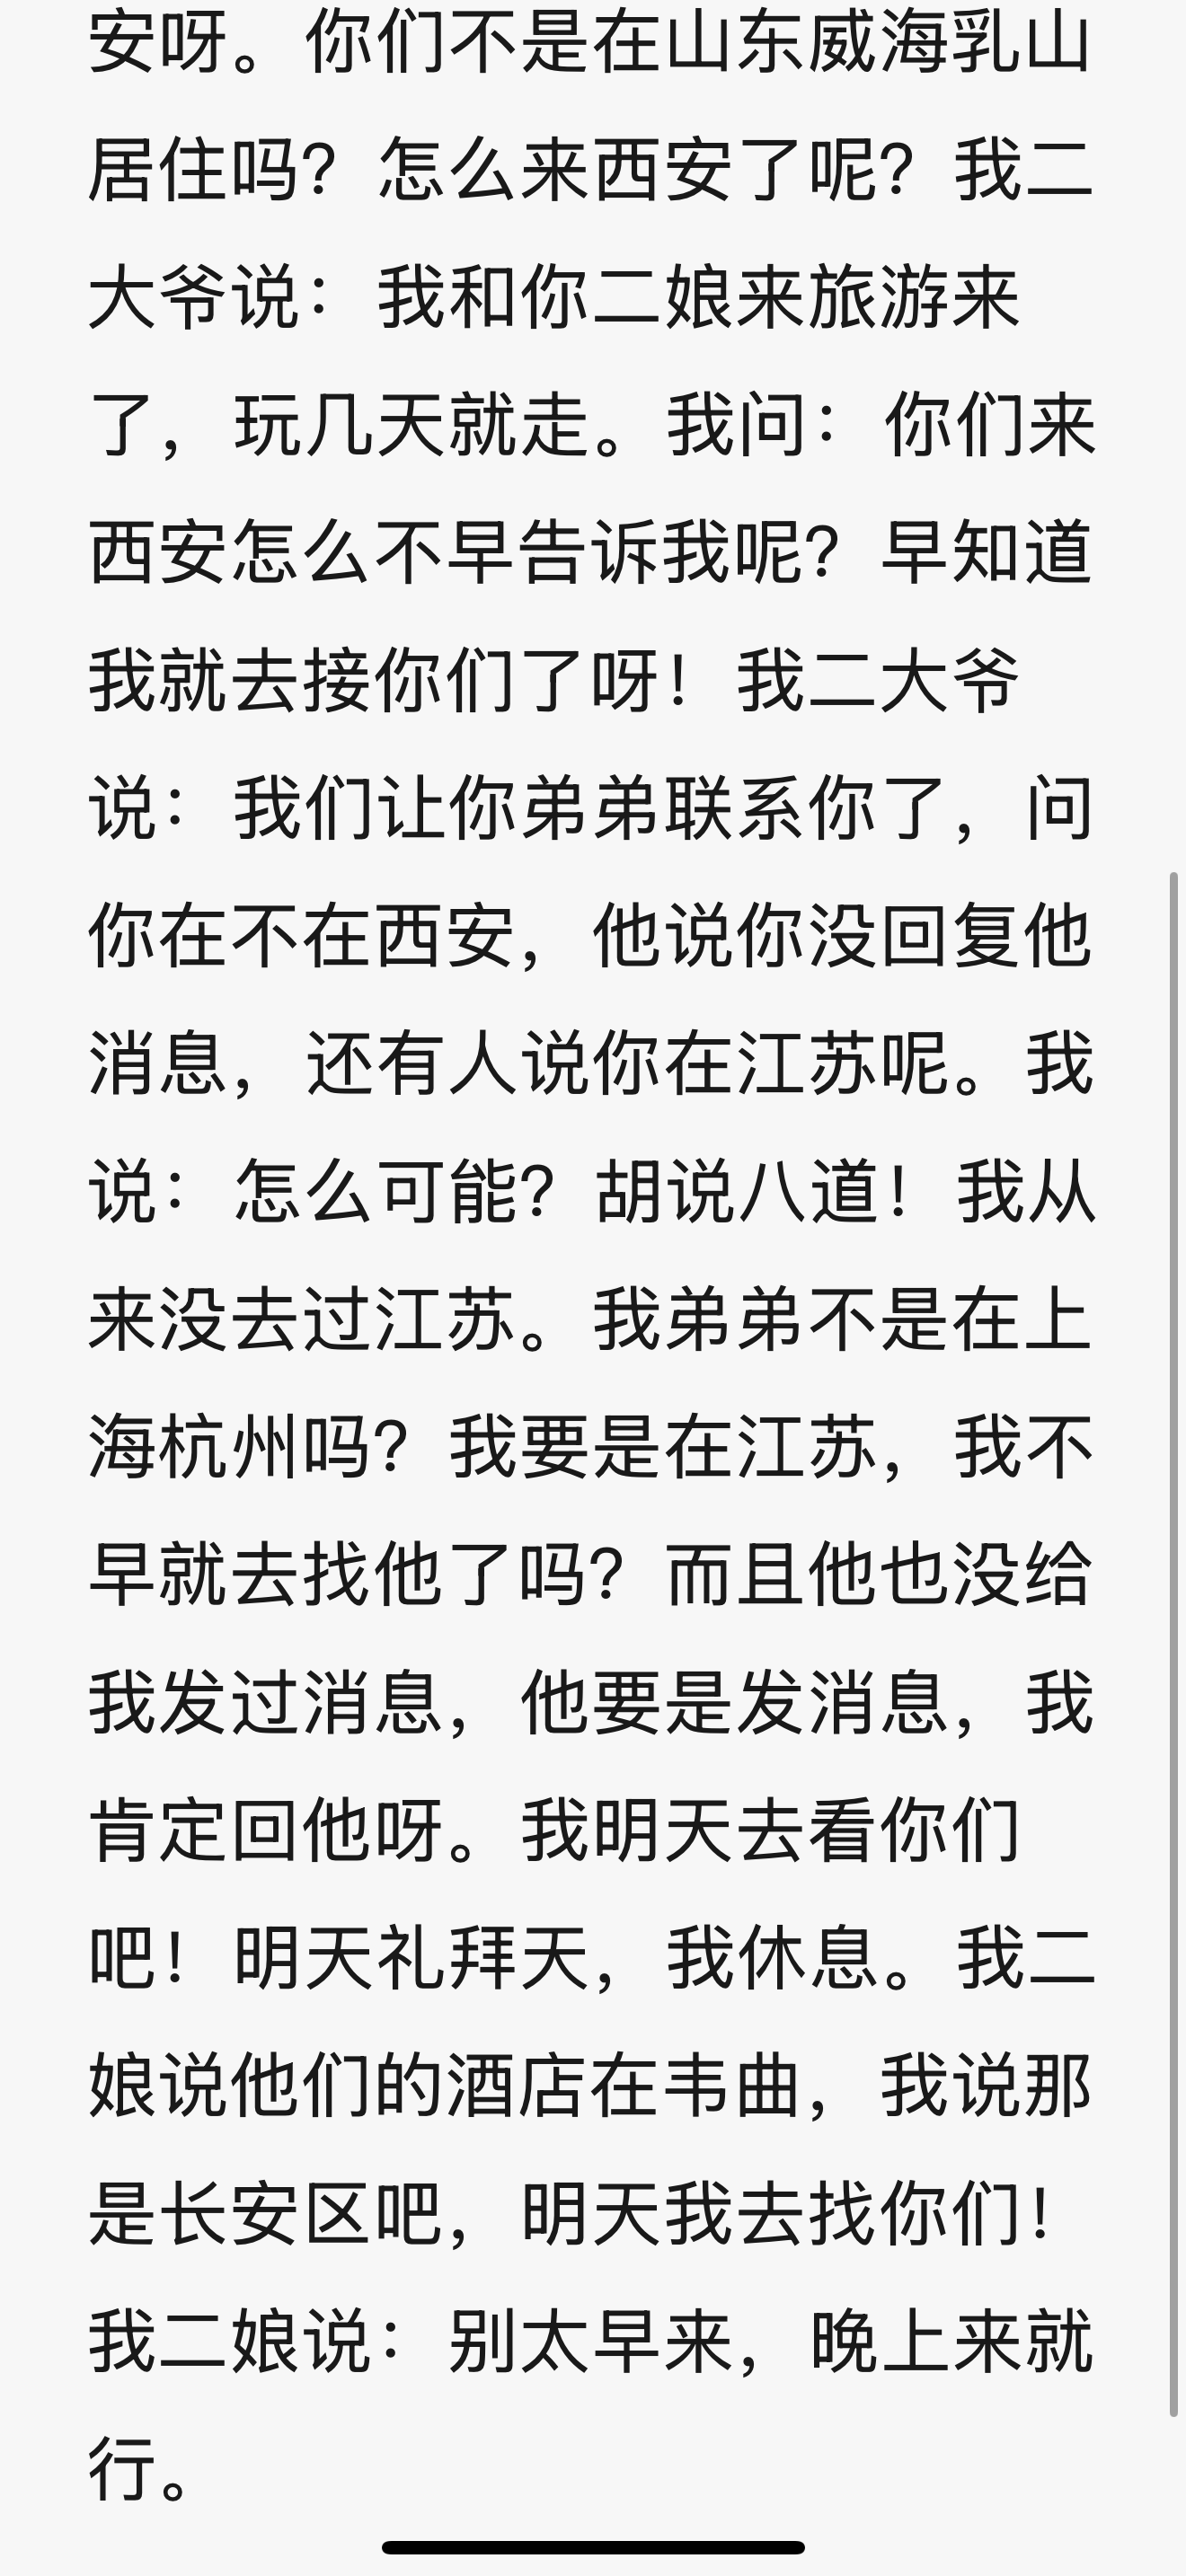 安呀。你们不是在山东威海乳山
居住吗？怎么来西安了呢？我二
大爷说：我和你二娘来旅游来
了，玩几天就走。我问：你们来
西安怎么不早告诉我呢？早知道
我就去接你们了呀！我二大爷
说：我们让你弟弟联系你了，问
你在不在西安，他说你没回复他
消息，还有人说你在江苏呢。我
说：怎么可能？胡说八道！我从
来没去过江苏。我弟弟不是在上
海杭州吗？我要是在江苏，我不
早就去找他了吗？而且他也没给
我发过消息，他要是发消息，我
肯定回他呀。我明天去看你们
吧！明天礼拜天，我休息。我二
娘说他们的酒店在韦曲，我说那
是长安区吧，明天我去找你们！
我二娘说：别太早来，晚上来就
行。